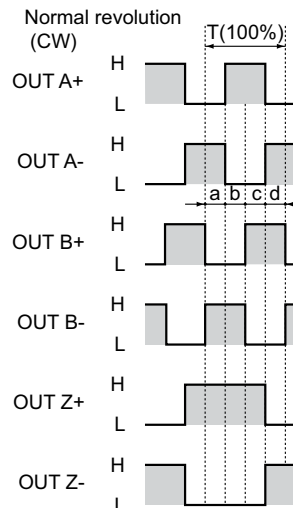 Normal revolution
(CW)
T(100%)
H
OUT A+
L
H
OUT A-
L
a b c d
H
OUT B+
L
H
OUT B-
L
H
OUT Z+
L
H
OUT Z-
L